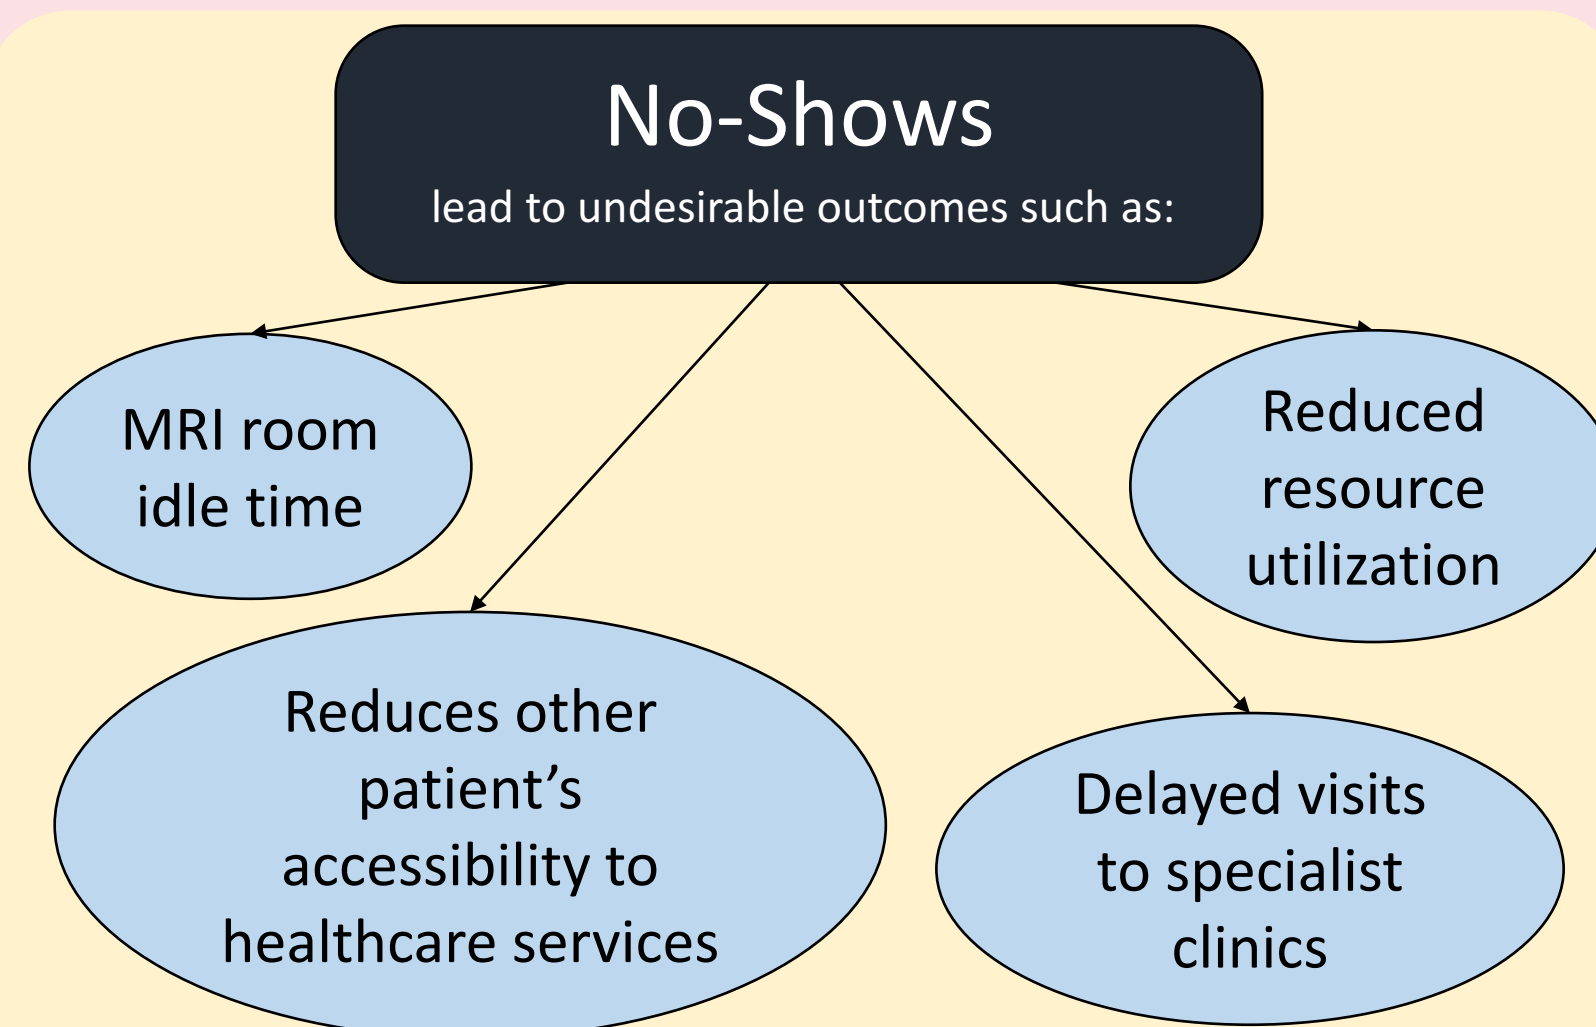 No-Shows
lead to undesirable outcomes such as:
MRI room
idle time
Reduced
resource
utilization
Reduces other
patient’s
accessibility to
healthcare services
Delayed visits
to specialist
clinics